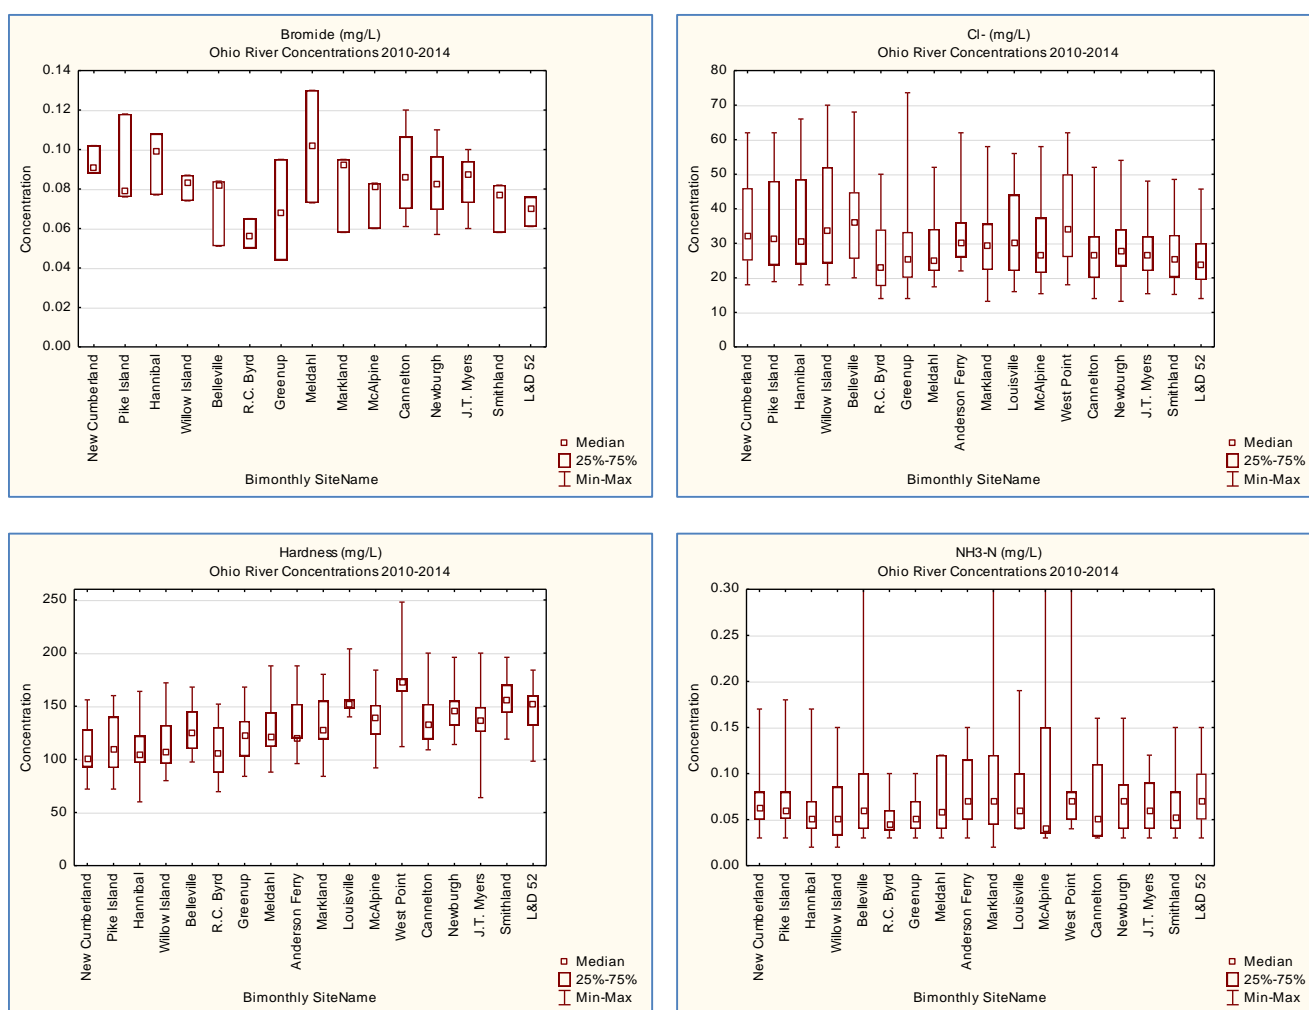 Bromide (mg/L)
Ohio River Concentrations 2010-2014
0.14
0.12
0.10
0.08
0.06
0.04
0.02
0.00
Concentration
New Cumberland
Pike Island
Hannibal
Willow Island
Belleville
R.C. Byrd
Greenup
Meldahl
Markland
McAlpine
Cannelton
Newburgh
J.T. Myers
Smithland
L&D 52
Bimonthly SiteName
Median
25%-75%
Min-Max
Cl- (mg/L)
Ohio River Concentrations 2010-2014
80
70
60
50
40
30
20
10
0
Concentration
New Cumberland
Pike Island
Hannibal
Willow Island
Belleville
R.C. Byrd
Greenup
Meldahl
Anderson Ferry
Markland
Louisville
McAlpine
West Point
Cannelton
Newburgh
J.T. Myers
Smithland
L&D 52
Bimonthly SiteName
Median
25%-75%
Min-Max
Hardness (mg/L)
Ohio River Concentrations 2010-2014
250
200
150
100
50
0
Concentration
New Cumberland
Pike Island
Hannibal
Willow Island
Belleville
R.C. Byrd
Greenup
Meldahl
Anderson Ferry
Markland
Louisville
McAlpine
West Point
Cannelton
Newburgh
J.T. Myers
Smithland
L&D 52
Bimonthly SiteName
Median
25%-75%
Min-Max
NH3-N (mg/L)
Ohio River Concentrations 2010-2014
0.30
0.25
0.20
0.15
0.10
0.05
0.00
Concentration
New Cumberland
Pike Island
Hannibal
Willow Island
Belleville
R.C. Byrd
Greenup
Meldahl
Anderson Ferry
Markland
Louisville
McAlpine
West Point
Cannelton
Newburgh
J.T. Myers
Smithland
L&D 52
Bimonthly SiteName
Median
25%-75%
Min-Max